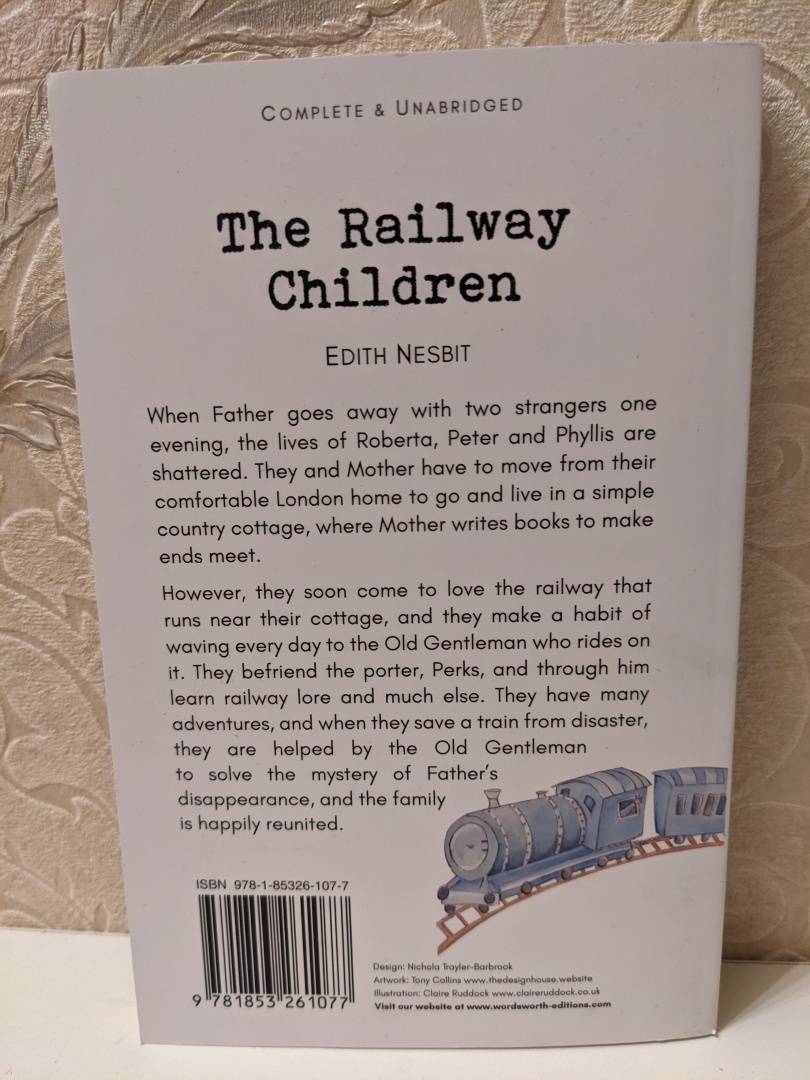 COMPLETE & UNABRIDGED
The Railway
Children
EDITH NESBIT
When Father goes away with two strangers one
evening, the lives of Roberta, Peter and Phyllis are
shattered. They and Mother have to move from their
comfortable London home to go and live in a simple
country cottage, where Mother writes books to make
ends meet.
However, they soon come to love the railway that
runs near their cottage, and they make a habit of
waving every day to the Old Gentleman who rides on
it. They befriend the porter, Perks, and through him
learn railway lore and much else. They have many
adventures, and when they save a train from disaster,
they are helped by the Old Gentleman
to solve the mystery of Father's
disappearance, and the family
is happily reunited.
ISBN 978-1-85326-107-7
9 781853 261077
Design: Nichola Trayler-Barbrook
Artwork: Tony Collins www.thedesignhouse.website
Illustration: Claire Ruddock www.claireruddock.co.uk
Visit our website at www.wordsworth-editions.com